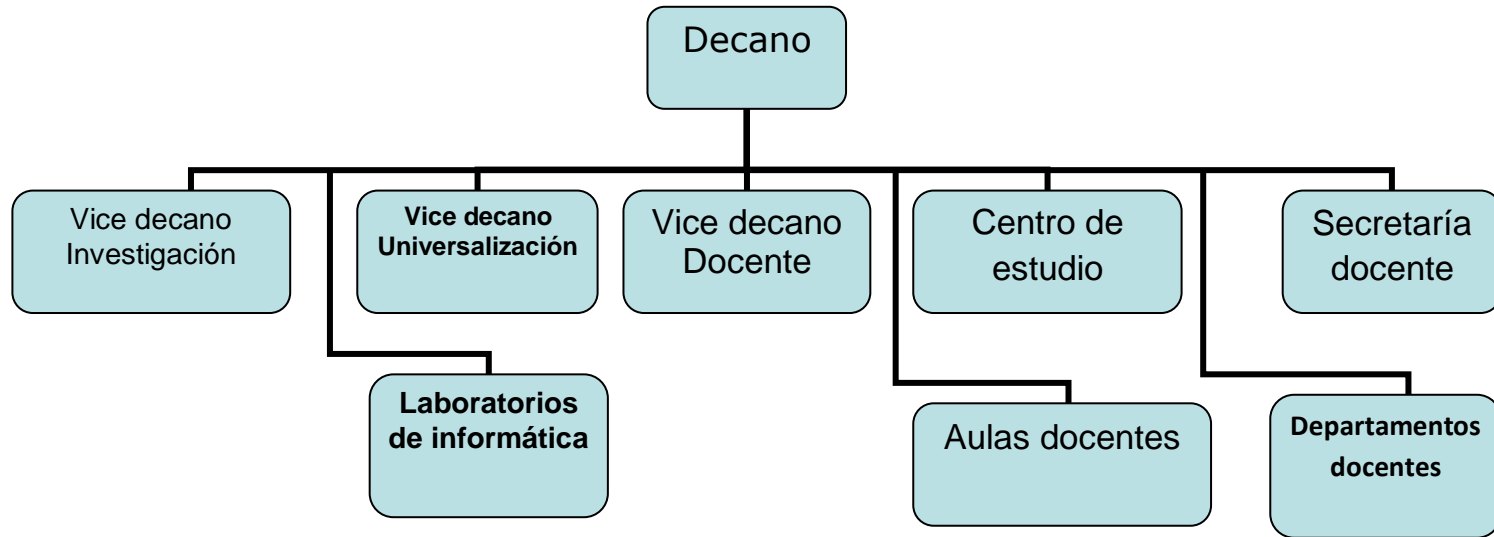 Decano
Vice decano
Investigación
Vice decano
Universalización
Vice decano
Docente
Centro de
estudio
Secretaría
docente
Laboratorios
de informática
Aulas docentes
Departamentos
docentes